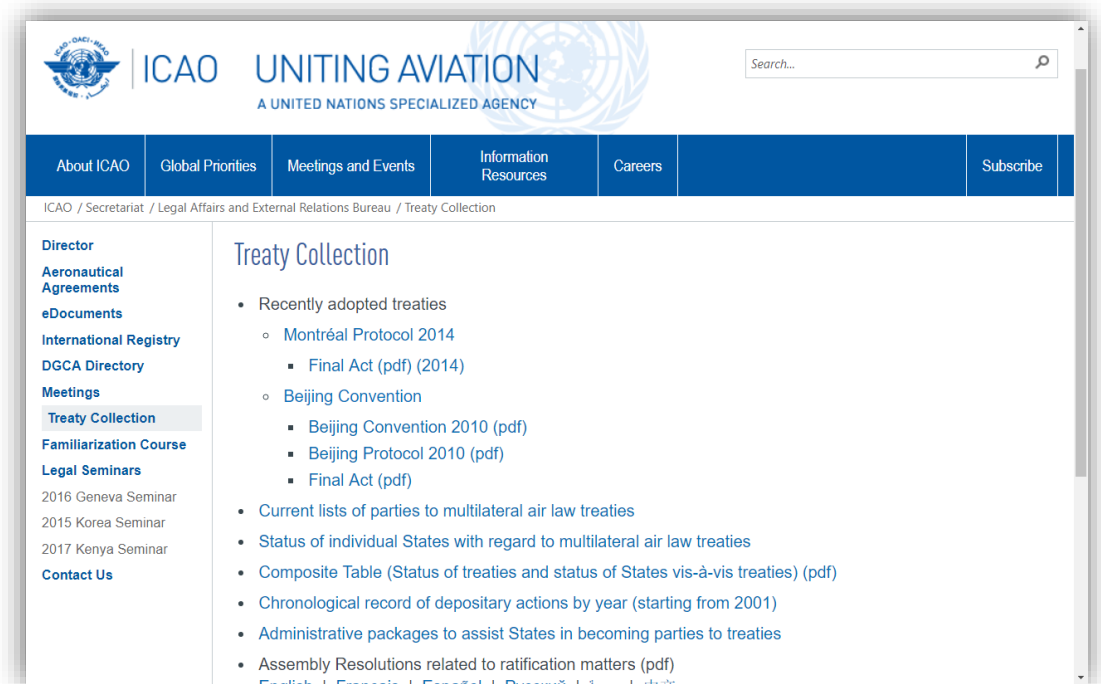 ICAO
UNITING AVIATION
A UNITED NATIONS SPECIALIZED AGENCY
Search...
About ICAO
Global Priorities
Meetings and Events
Information
Resources
Careers
Subscribe
ICAO / Secretariat / Legal Affairs and External Relations Bureau / Treaty Collection
Director
Aeronautical
Agreements
eDocuments
International Registry
DGCA Directory
Meetings
Treaty Collection
Familiarization Course
Legal Seminars
2016 Geneva Seminar
2015 Korea Seminar
2017 Kenya Seminar
Contact Us
Treaty Collection
• Recently adopted treaties
Montréal Protocol 2014
Final Act (pdf) (2014)
Beijing Convention
Beijing Convention 2010 (pdf)
Beijing Protocol 2010 (pdf)
Final Act (pdf)
• Current lists of parties to multilateral air law treaties
• Status of individual States with regard to multilateral air law treaties
• Composite Table (Status of treaties and status of States vis-à-vis treaties) (pdf)
• Chronological record of depositary actions by year (starting from 2001)
• Administrative packages to assist States in becoming parties to treaties
• Assembly Resolutions related to ratification matters (pdf)
English | Français | Español | Русский |